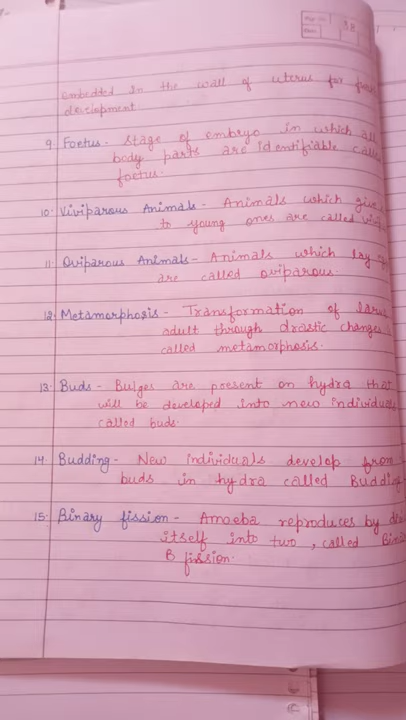 38
embedded in the wall of uterus for
development
9. Foetus - Stage of embryo in which all
body parts are identifiable
foetus.
10. Viviparous Animals - Animals which give
to young ones are called
11. Oviparous Animals - Animals which lay
are called oviparous.
12. Metamorphosis - Transformation of
adult through drastic changes
called metamorphosis.
13. Buds - Bulges are present on hydra that
will be developed into new individuals
called buds.
14. Budding - New individuals develop from
buds in hydra called Budding
15. Binary fission - Amoeba reproduces by
itself into two, called
B fission.